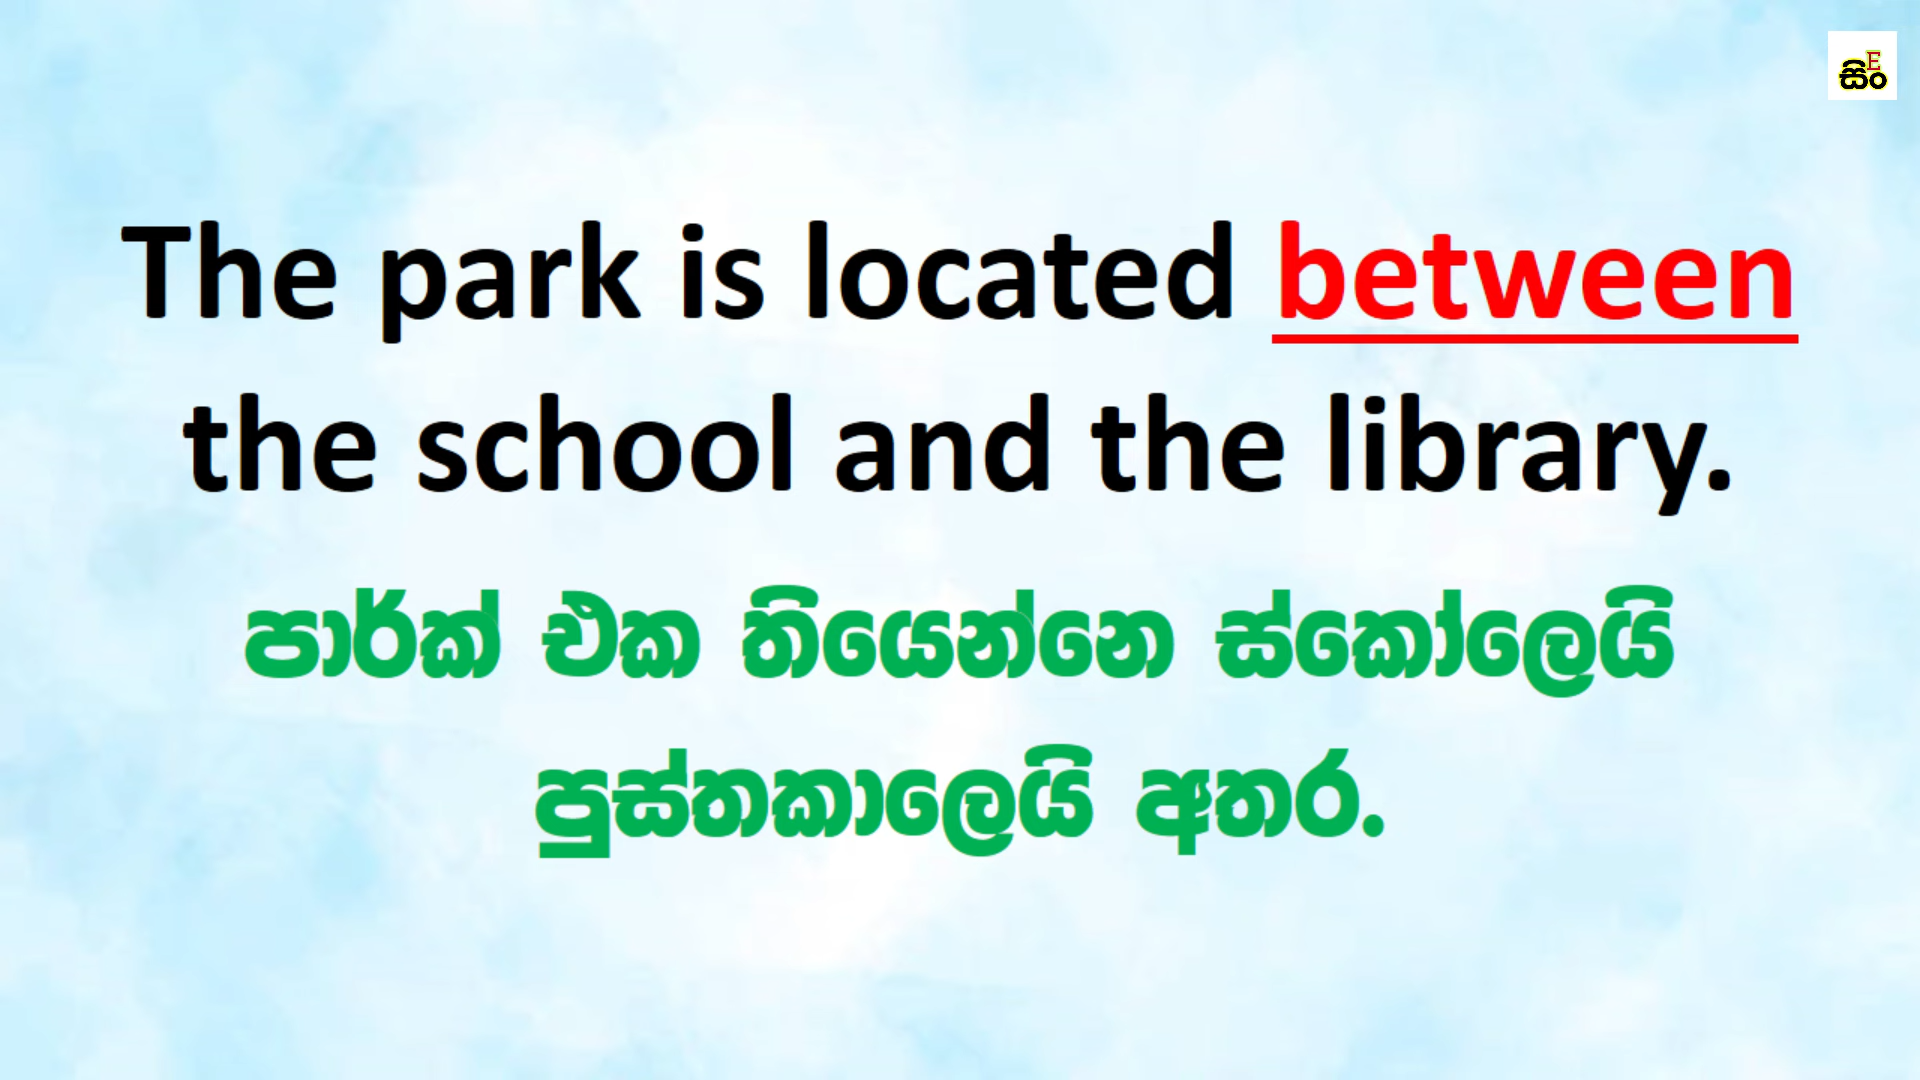 සිංE
The park is located between
the school and the library.
පාර්ක් එක තියෙන්නෙ ස්කෝලෙයි
පුස්තකාලෙයි අතර.